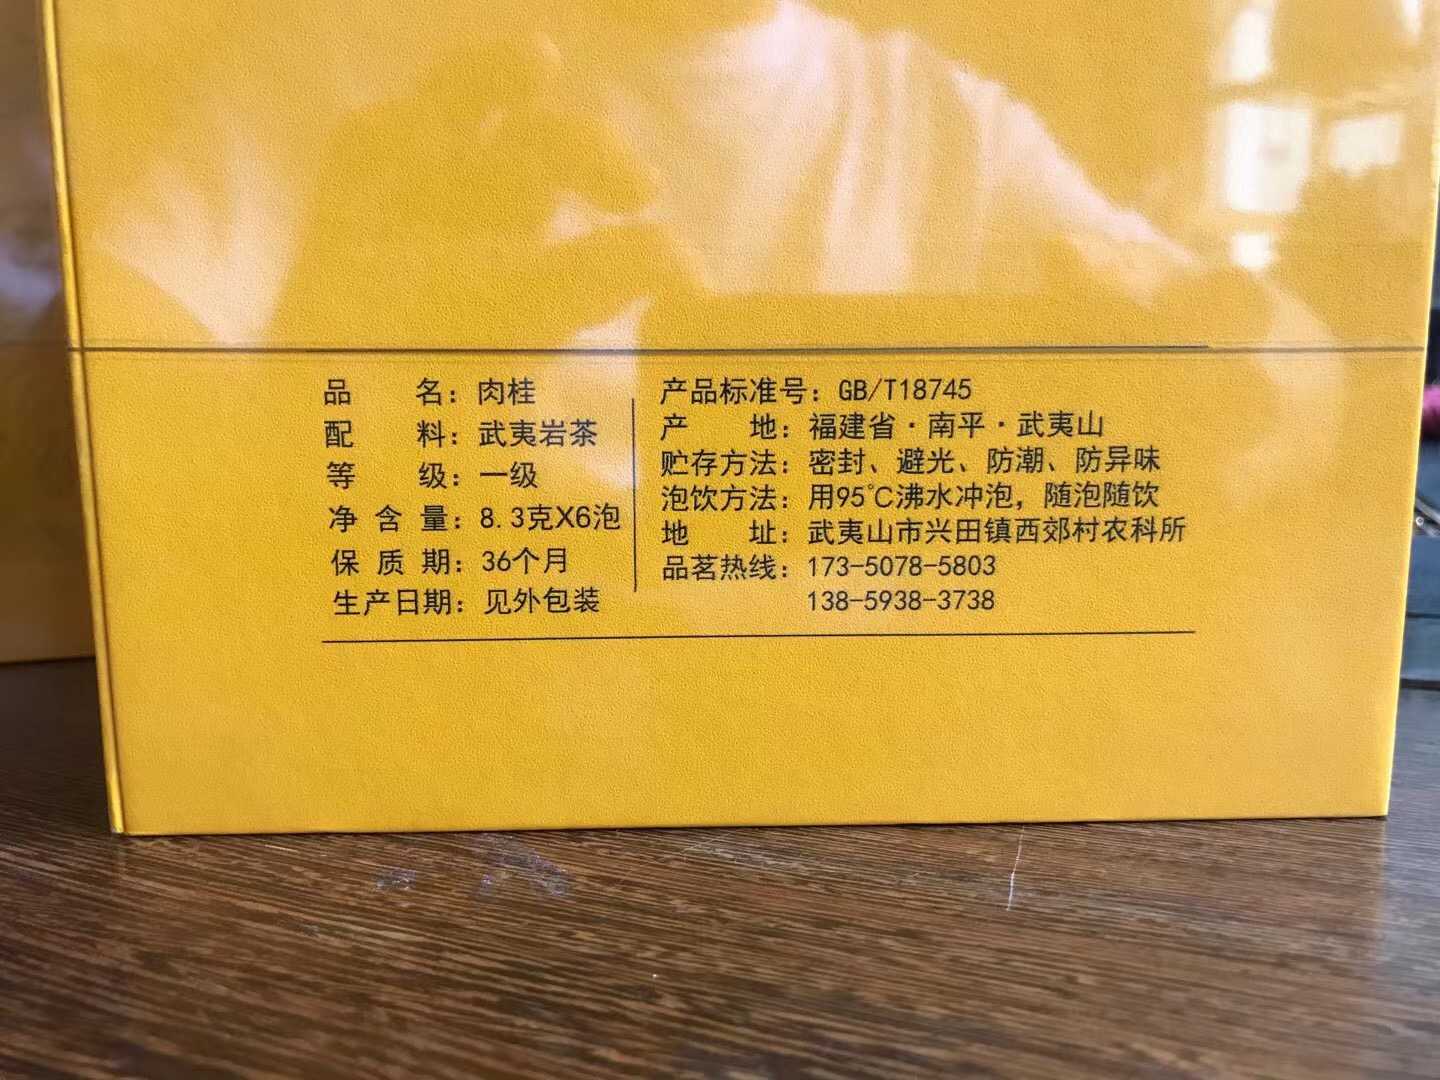 品名：肉桂
配料：武夷岩茶
等级：一级
净含量：8.3克X6泡
保质期：36个月
生产日期：见外包装
产品标准号：GB/T18745
产地：福建省·南平·武夷山
贮存方法：密封、避光、防潮、防异味
泡饮方法：用95℃沸水冲泡，随泡随饮
地址：武夷山市兴田镇西郊村农科所
品茗热线：173-5078-5803
138-5938-3738